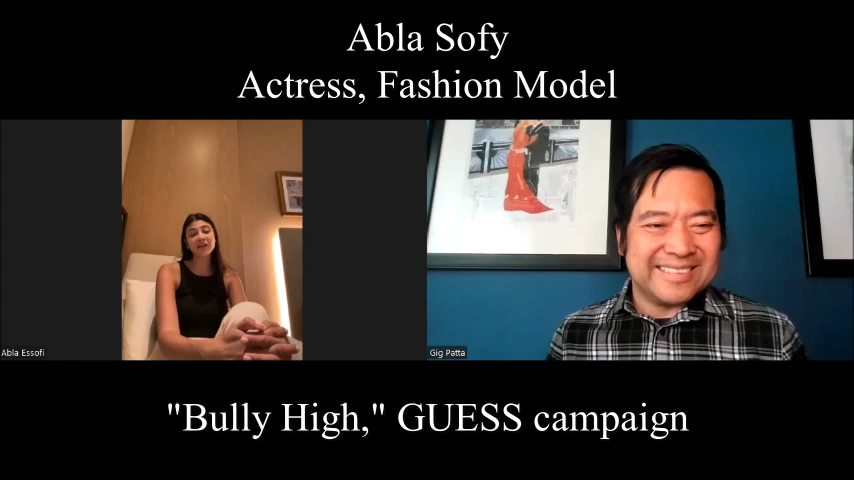 Abla Sofy
Actress, Fashion Model
Abla Essofi
Gig Patta
"Bully High," GUESS campaign